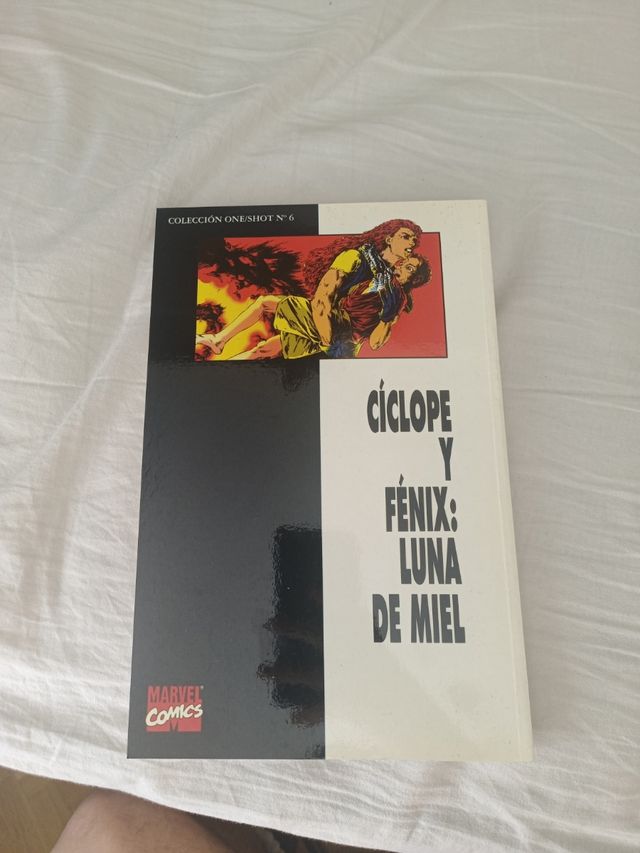 COLECCIÓN ONE/SHOT Nº 6
CÍCLOPE
Y
FÉNIX:
LUNA
DE MIEL
MARVEL®
COMICS